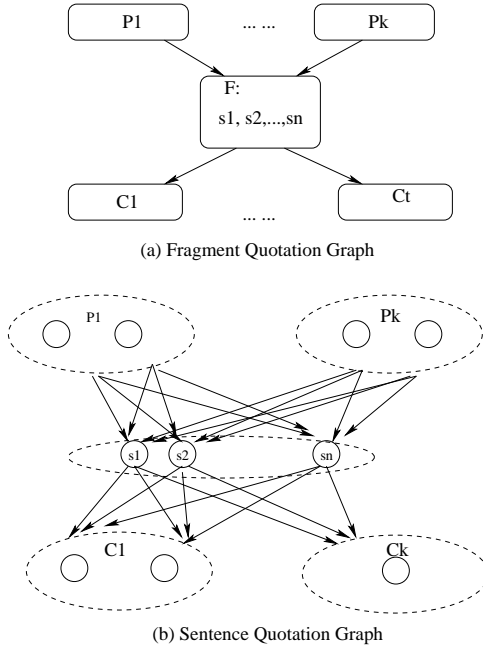 P1 ... ... Pk
F:
s1, s2,...,sn
C1 ... ... Ct
(a) Fragment Quotation Graph
P1 Pk
s1 s2 sn
C1 Ck
(b) Sentence Quotation Graph